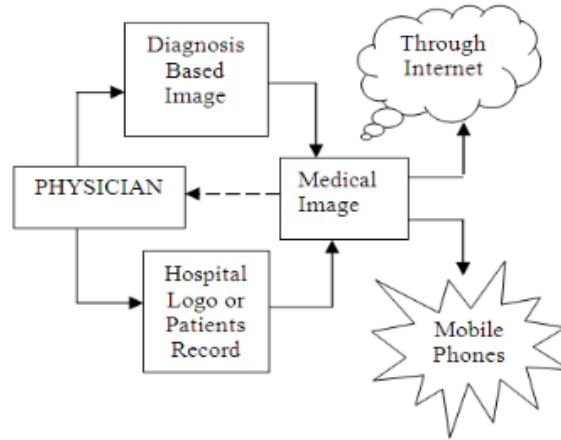 Diagnosis
Based
Image
Through
Internet
PHYSICIAN
Medical
Image
Hospital
Logo or
Patients
Record
Mobile
Phones